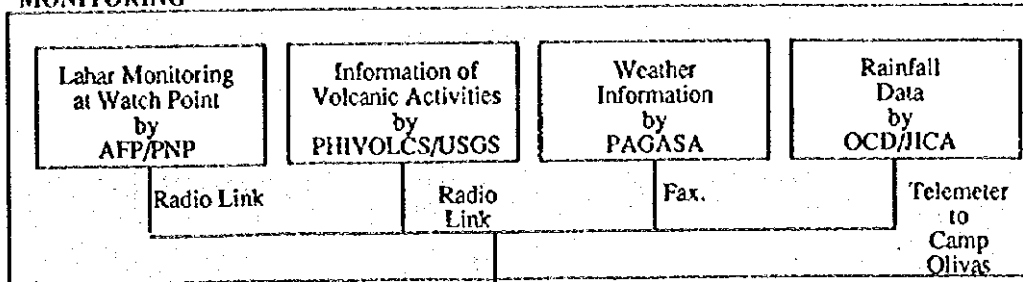 MONITORING
Lahar Monitoring
at Watch Point
by
AFP/PNP
Information of
Volcanic Activities
by
PHIVOLCS/USGS
Weather
Information
by
PAGASA
Rainfall
Data
by
OCD/JICA
Radio Link
Radio
Link
Fax.
Telemeter
to
Camp
Olivas